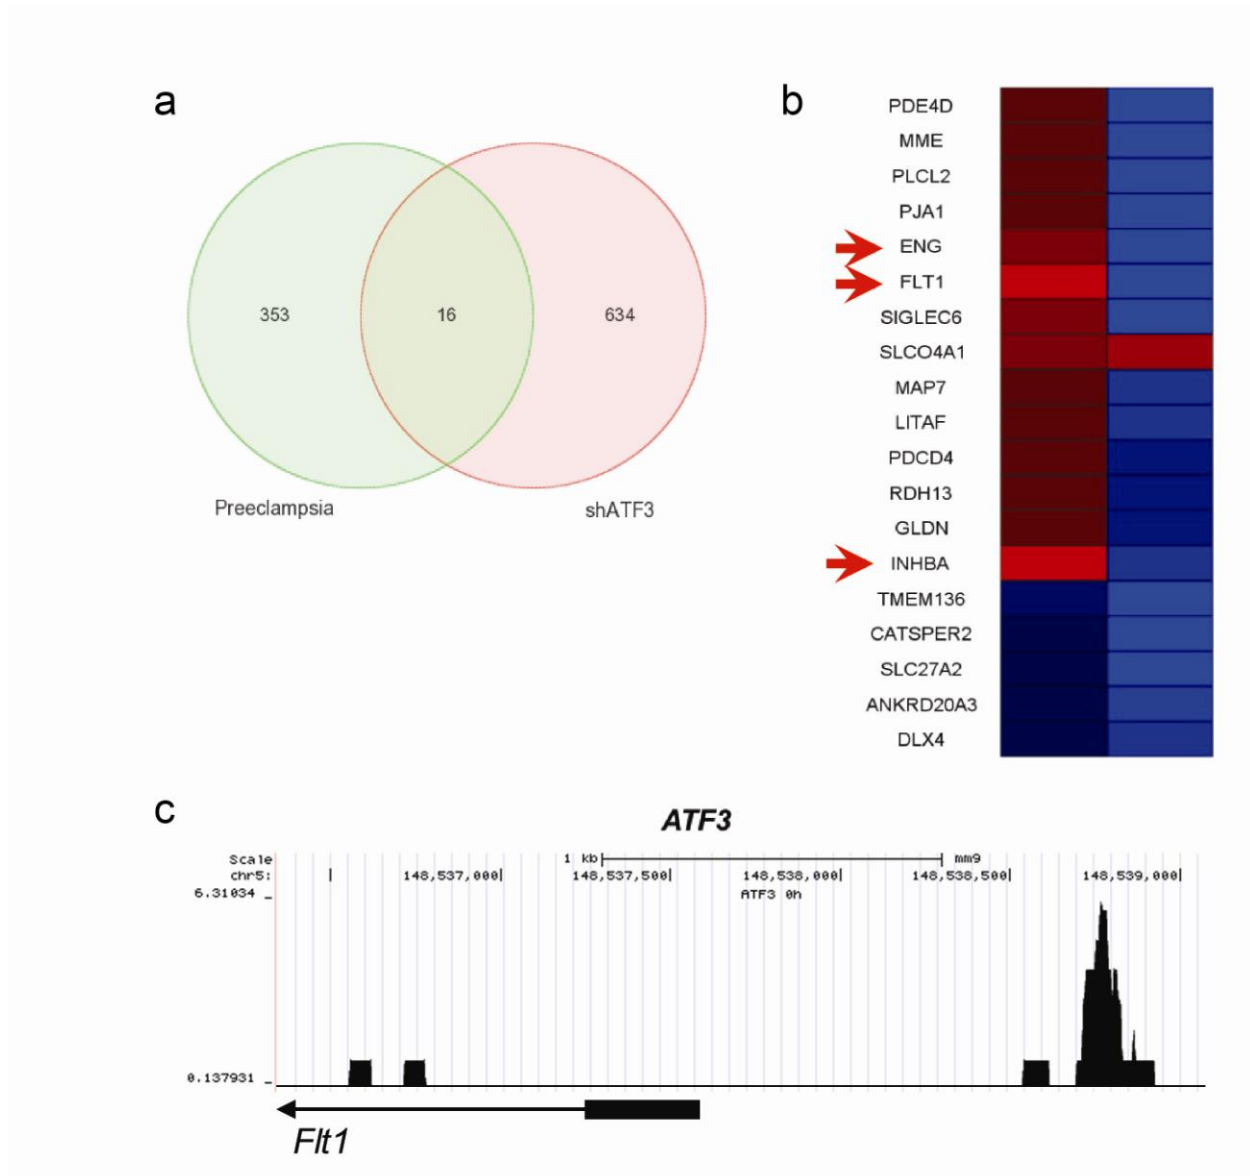 a
353
16
634
Preeclampsia
shATF3
b
PDE4D
MME
PLCL2
PJA1
ENG
FLT1
SIGLEC6
SLCO4A1
MAP7
LITAF
PDCD4
RDH13
GLDN
INHBA
TMEM136
CATSPER2
SLC27A2
ANKRD20A3
DLX4
c
ATF3
Scale 1 kb mm9
chr5: 148,537,000 148,537,500 148,538,000 148,538,500 148,539,000
6.31034 ATF3 0h
0.137931
Flt1